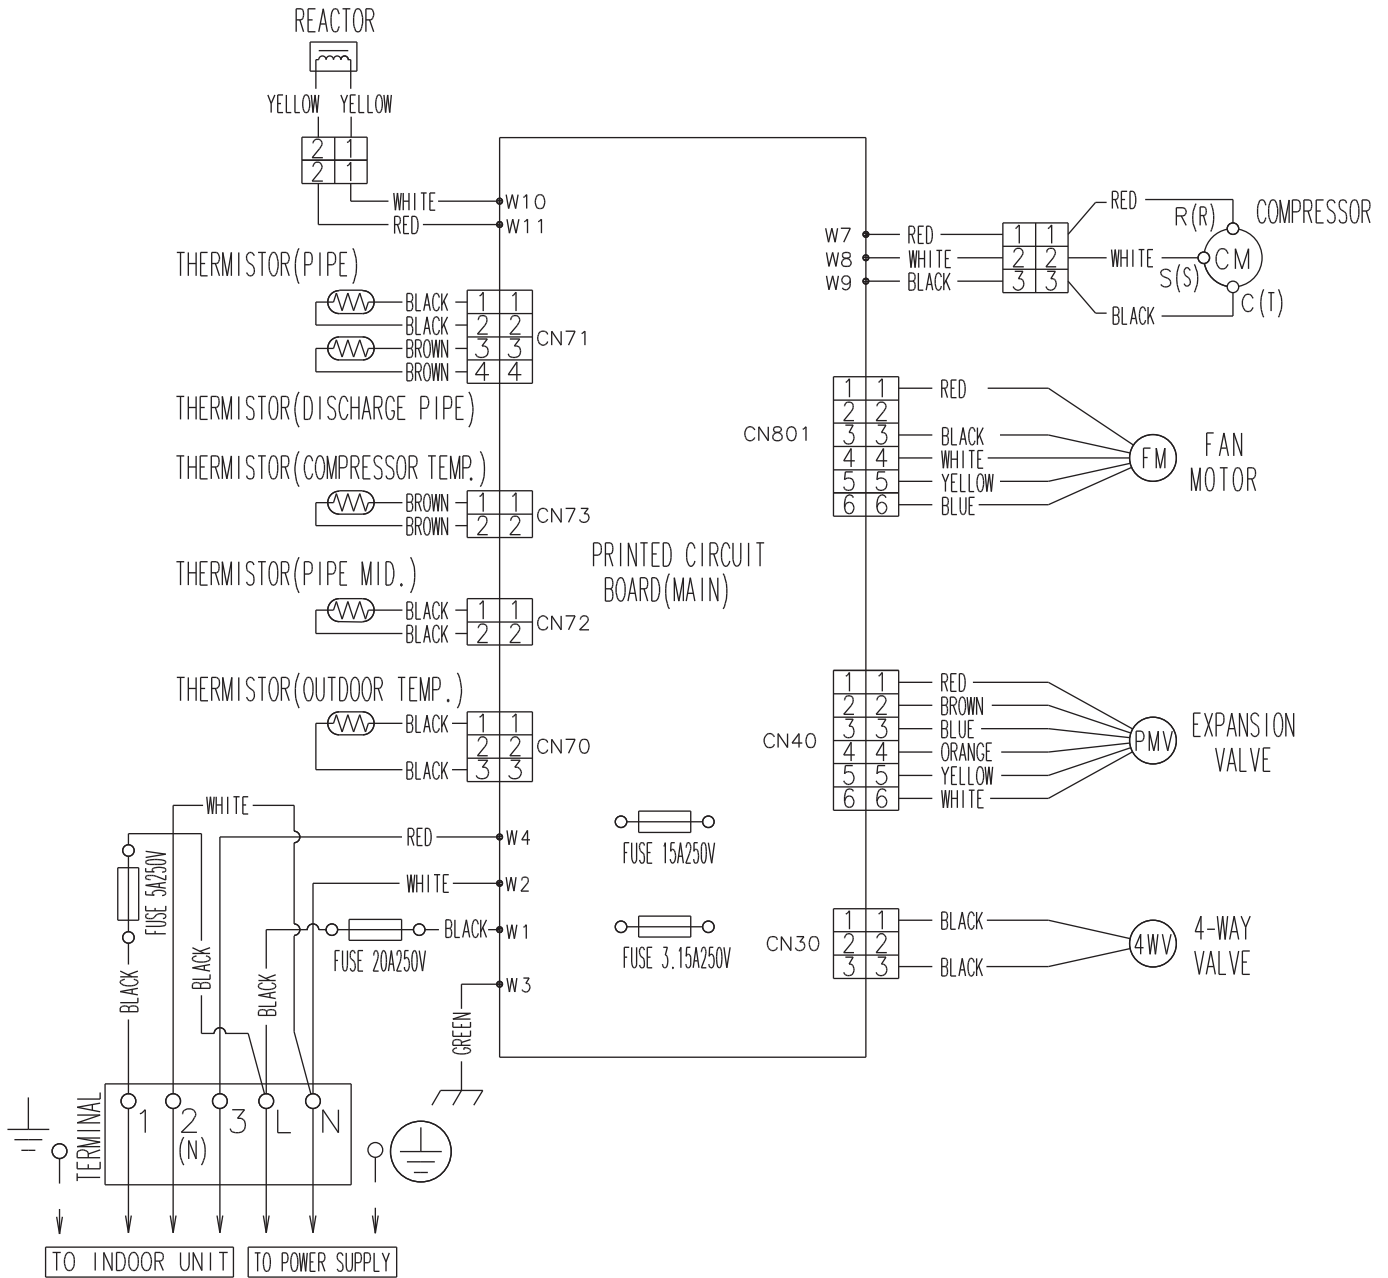 REACTOR
YELLOW YELLOW
2 1
2 1
WHITE W10
RED W11
THERMISTOR(PIPE)
BLACK 1 1
BLACK 2 2
BROWN 3 3
BROWN 4 4
CN71
THERMISTOR(DISCHARGE PIPE)
THERMISTOR(COMPRESSOR TEMP.)
BROWN 1 1
BROWN 2 2
CN73
THERMISTOR(PIPE MID.)
BLACK 1 1
BLACK 2 2
CN72
THERMISTOR(OUTDOOR TEMP.)
BLACK 1 1
2 2
BLACK 3 3
CN70
WHITE
RED W4
WHITE W2
BLACK W1
FUSE 20A250V
W3
GREEN
FUSE 5A250V
BLACK
BLACK
BLACK
TERMINAL
1 2 3 L N
(N)
TO INDOOR UNIT
TO POWER SUPPLY
PRINTED CIRCUIT
BOARD(MAIN)
FUSE 15A250V
FUSE 3.15A250V
W7 RED 1 1 RED R(R)
W8 WHITE 2 2 WHITE S(S)
W9 BLACK 3 3 BLACK C(T)
CM
COMPRESSOR
CN801
1 1 RED
2 2
3 3 BLACK
4 4 WHITE
5 5 YELLOW
6 6 BLUE
FM
FAN
MOTOR
CN40
1 1 RED
2 2 BROWN
3 3 BLUE
4 4 ORANGE
5 5 YELLOW
6 6 WHITE
PMV
EXPANSION
VALVE
CN30
1 1 BLACK
2 2
3 3 BLACK
4WV
4-WAY
VALVE